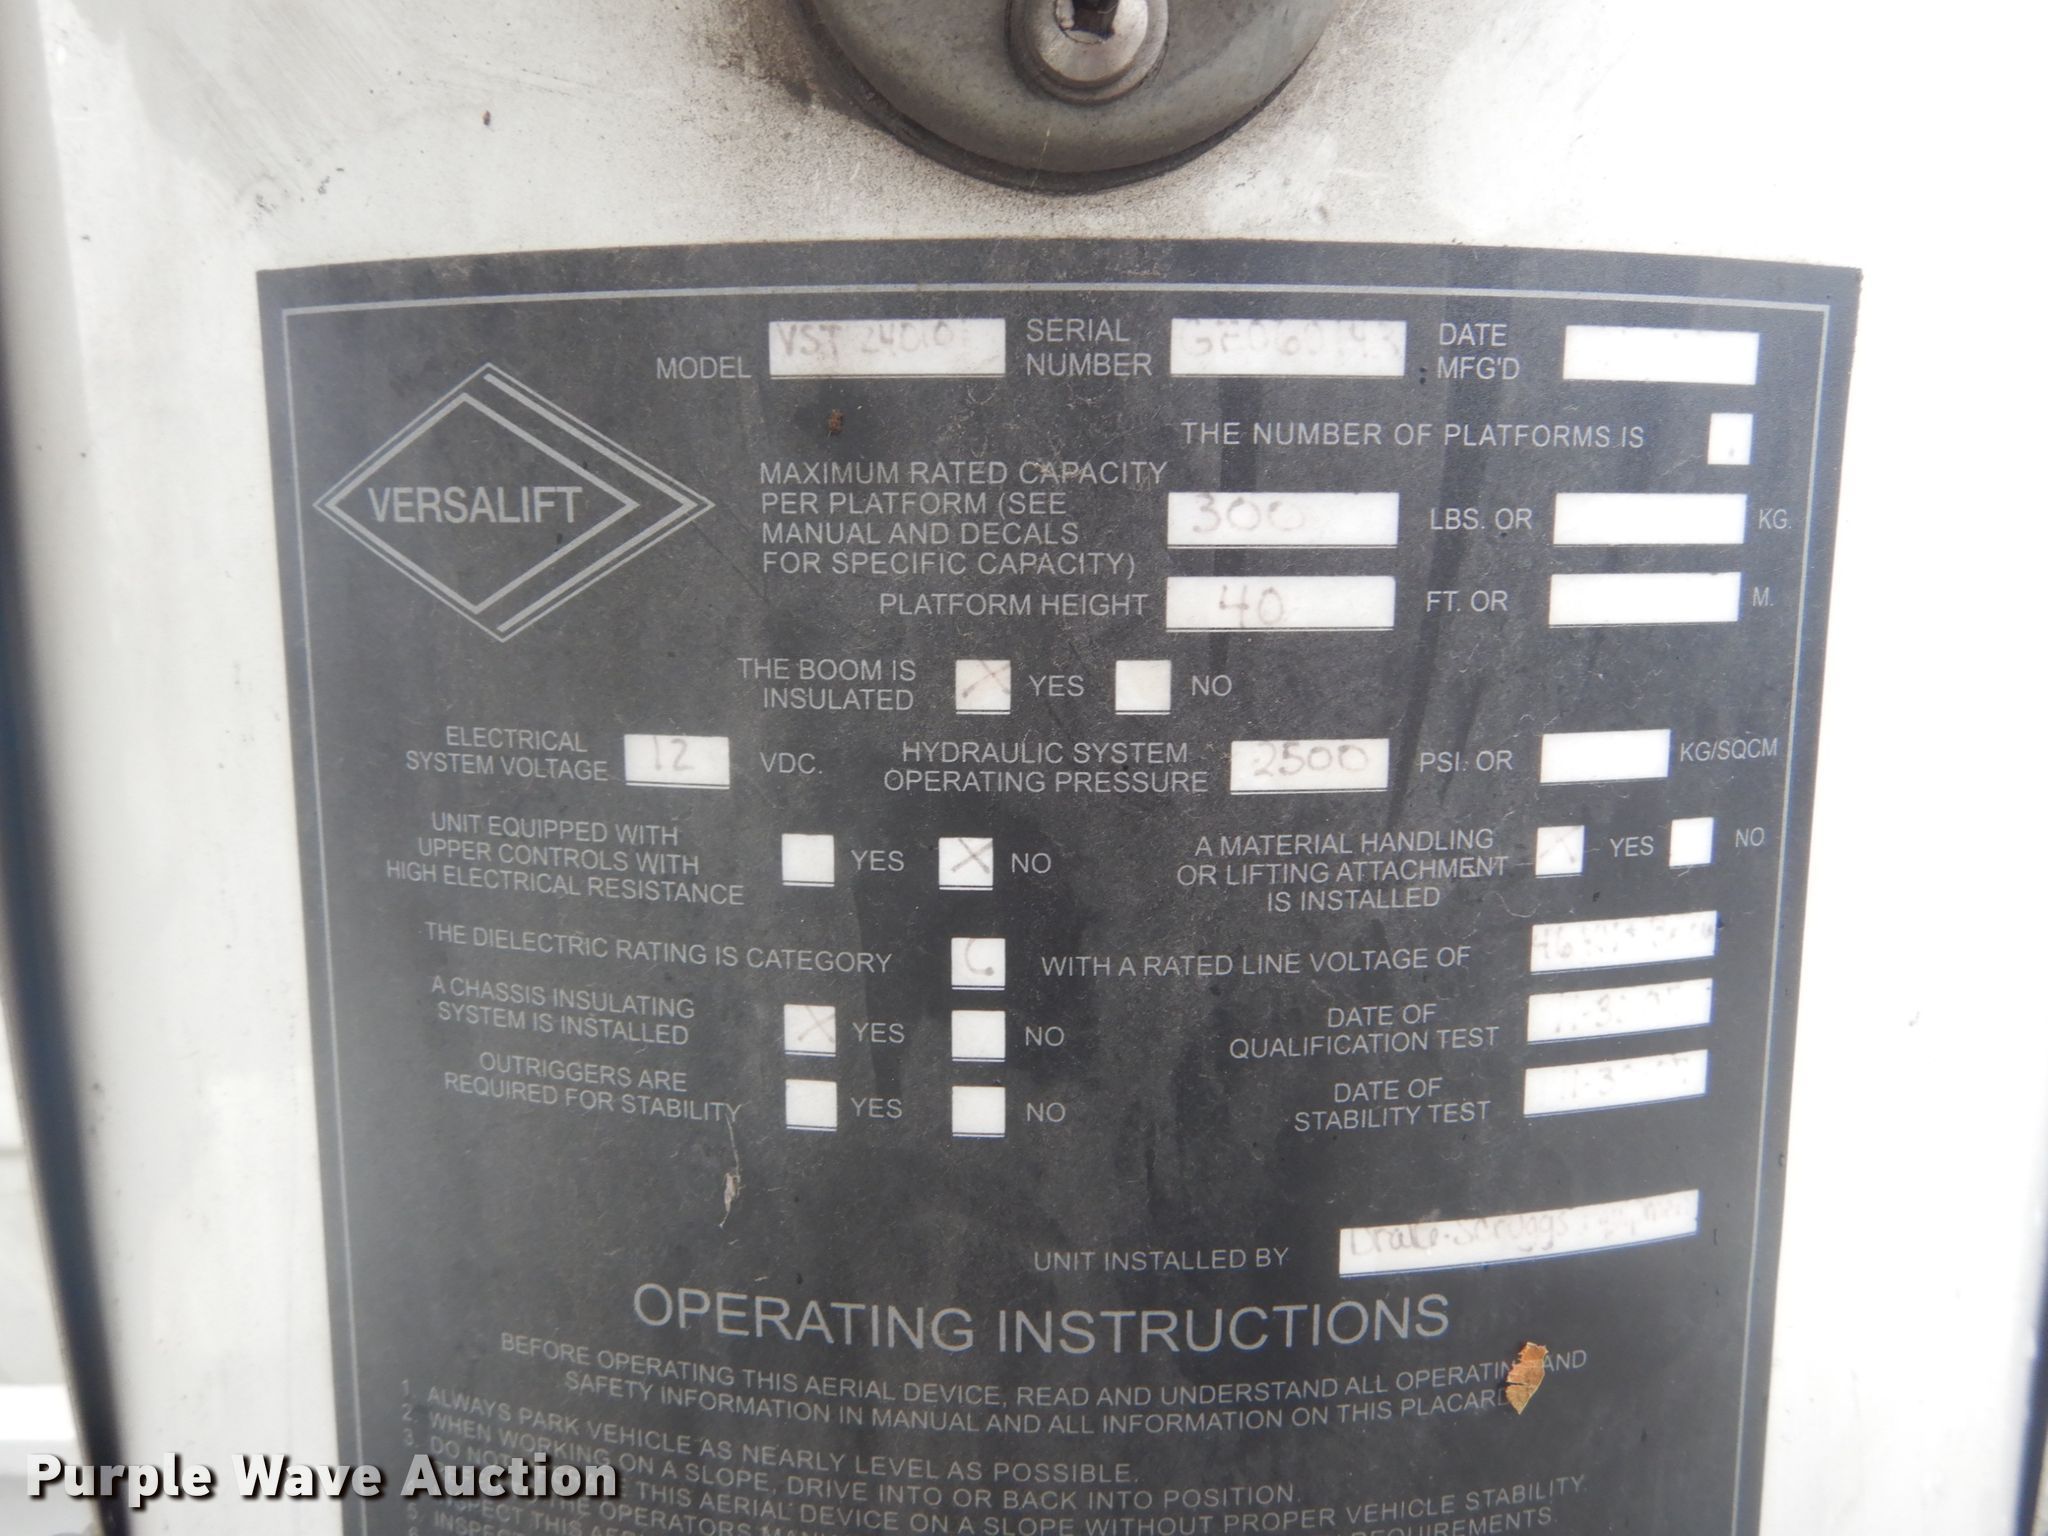 MODEL VST SERIAL NUMBER DATE MFG'D
THE NUMBER OF PLATFORMS IS
VERSALIFT
MAXIMUM RATED CAPACITY
PER PLATFORM (SEE
MANUAL AND DECALS
FOR SPECIFIC CAPACITY) 300 LBS. OR KG.
PLATFORM HEIGHT 40 FT. OR M.
THE BOOM IS
INSULATED X YES NO
ELECTRICAL
SYSTEM VOLTAGE 12 VDC.
HYDRAULIC SYSTEM
OPERATING PRESSURE 2500 PSI. OR KG/SQCM
UNIT EQUIPPED WITH
UPPER CONTROLS WITH
HIGH ELECTRICAL RESISTANCE YES X NO
A MATERIAL HANDLING
OR LIFTING ATTACHMENT
IS INSTALLED X YES NO
THE DIELECTRIC RATING IS CATEGORY C WITH A RATED LINE VOLTAGE OF
A CHASSIS INSULATING
SYSTEM IS INSTALLED X YES NO
DATE OF
QUALIFICATION TEST
OUTRIGGERS ARE
REQUIRED FOR STABILITY YES NO
DATE OF
STABILITY TEST
UNIT INSTALLED BY
OPERATING INSTRUCTIONS
BEFORE OPERATING THIS AERIAL DEVICE, READ AND UNDERSTAND ALL OPERATING AND
SAFETY INFORMATION IN MANUAL AND ALL INFORMATION ON THIS PLACARD
1. ALWAYS PARK VEHICLE AS NEARLY LEVEL AS POSSIBLE.
2. WHEN WORKING ON A SLOPE, DRIVE INTO OR BACK INTO POSITION.
3. DO NOT THIS AERIAL DEVICE ON A SLOPE WITHOUT PROPER VEHICLE STABILITY.
THE OPERATORS
INSPECT THIS REQUIREMENTS.
Purple Wave Auction